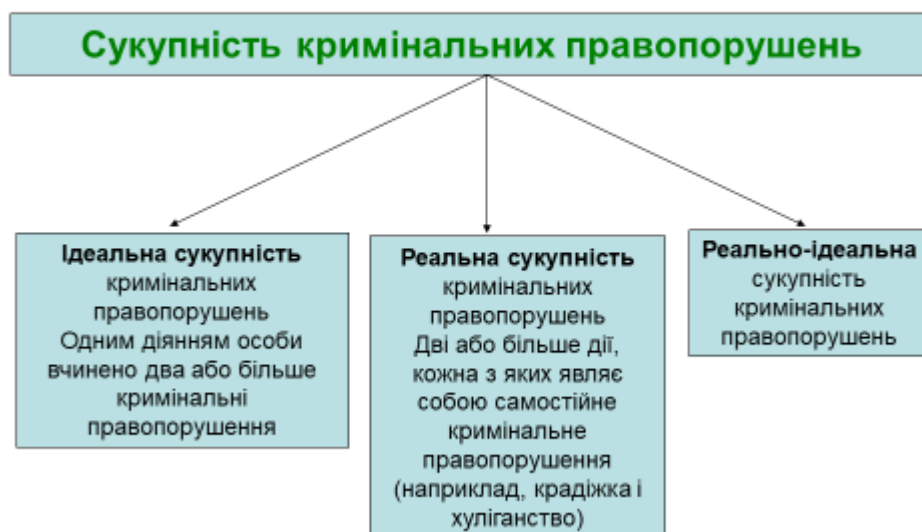 Сукупність кримінальних правопорушень
Ідеальна сукупність
кримінальних
правопорушень
Одним діянням особи
вчинено два або більше
кримінальні
правопорушення
Реальна сукупність
кримінальних
правопорушень
Дві або більше дії,
кожна з яких являє
собою самостійне
кримінальне
правопорушення
(наприклад, крадіжка і
хуліганство)
Реально-ідеальна
сукупність
кримінальних
правопорушень